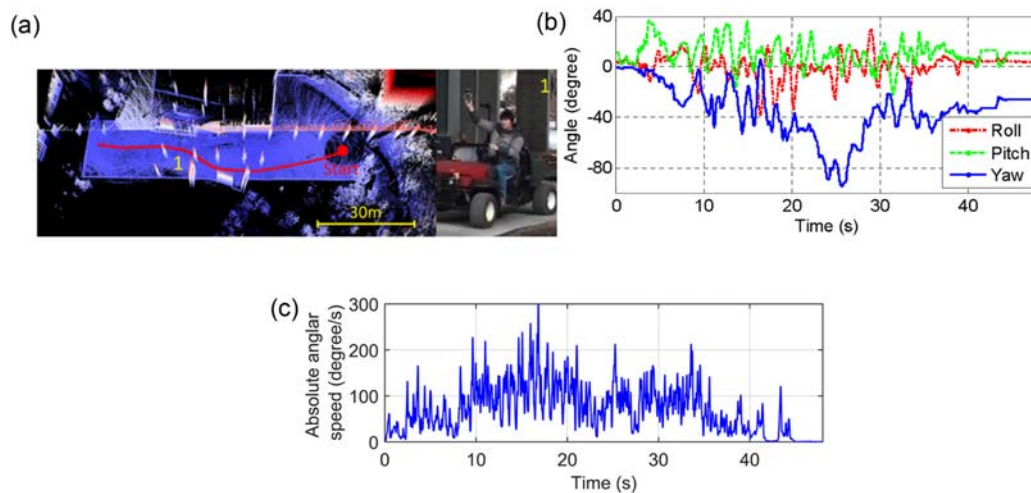 (a)
1
Start
30m
1
(b)
Angle (degree)
40
0
-40
-80
0
10
20
30
40
Time (s)
Roll
Pitch
Yaw
(c)
Absolute anglar
speed (degree/s)
300
200
100
0
0
10
20
30
40
Time (s)